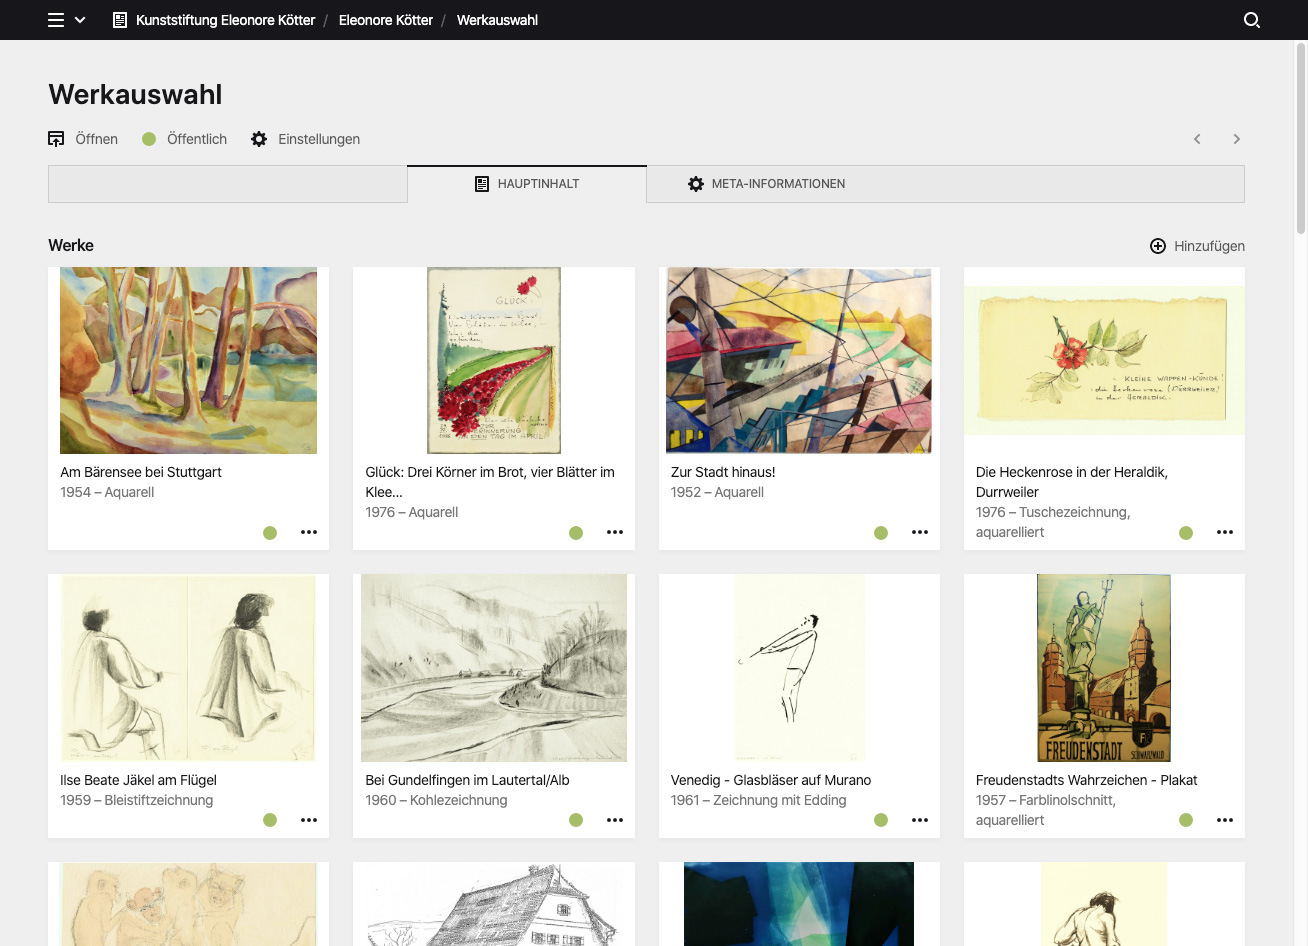 Kunststiftung Eleonore Kötter / Eleonore Kötter / Werkauswahl
Werkauswahl
Öffnen Öffentlich Einstellungen
HAUPTINHALT META-INFORMATIONEN
Werke Hinzufügen
GLÜCK
KLEINE WAPPEN-KUNDE!
in der HERALDIK.
Am Bärensee bei Stuttgart
1954 – Aquarell
Glück: Drei Körner im Brot, vier Blätter im
Klee...
1976 – Aquarell
Zur Stadt hinaus!
1952 – Aquarell
Die Heckenrose in der Heraldik,
Durrweiler
1976 – Tuschezeichnung,
aquarelliert
FREUDENSTADT
SCHWARZWALD
Ilse Beate Jäkel am Flügel
1959 – Bleistiftzeichnung
Bei Gundelfingen im Lautertal/Alb
1960 – Kohlezeichnung
Venedig - Glasbläser auf Murano
1961 – Zeichnung mit Edding
Freudenstadts Wahrzeichen - Plakat
1957 – Farblinolschnitt,
aquarelliert